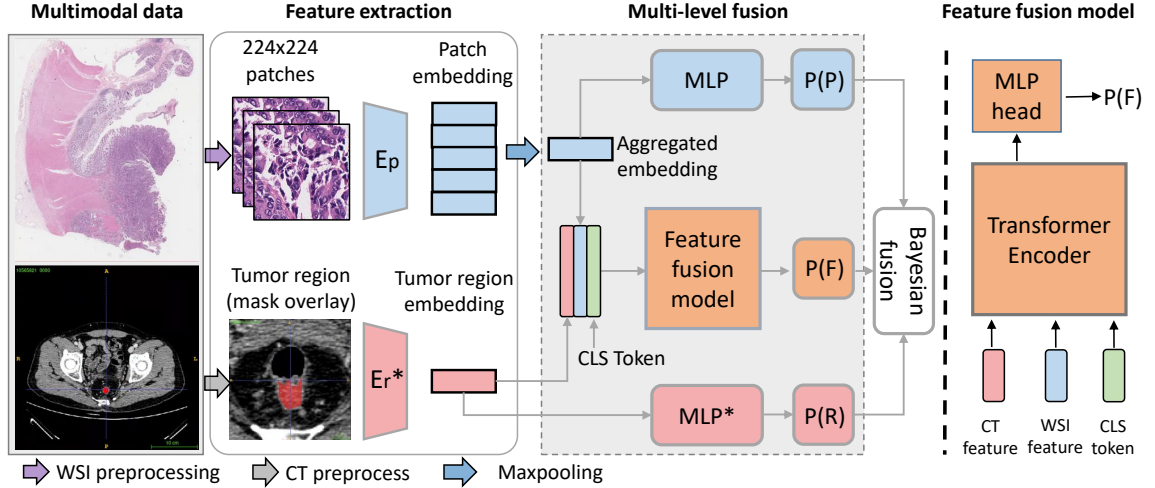 Multimodal data
Feature extraction
Multi-level fusion
Feature fusion model
224x224
patches
Patch
embedding
Ep
Aggregated
embedding
MLP
P(P)
Feature
fusion
model
P(F)
Bayesian
fusion
CLS Token
Tumor region
(mask overlay)
Tumor region
embedding
Er*
MLP*
P(R)
MLP
head
P(F)
Transformer
Encoder
CT
feature
WSI
feature
CLS
token
A
R
L
P
10 cm
WSI preprocessing
CT preprocess
Maxpooling